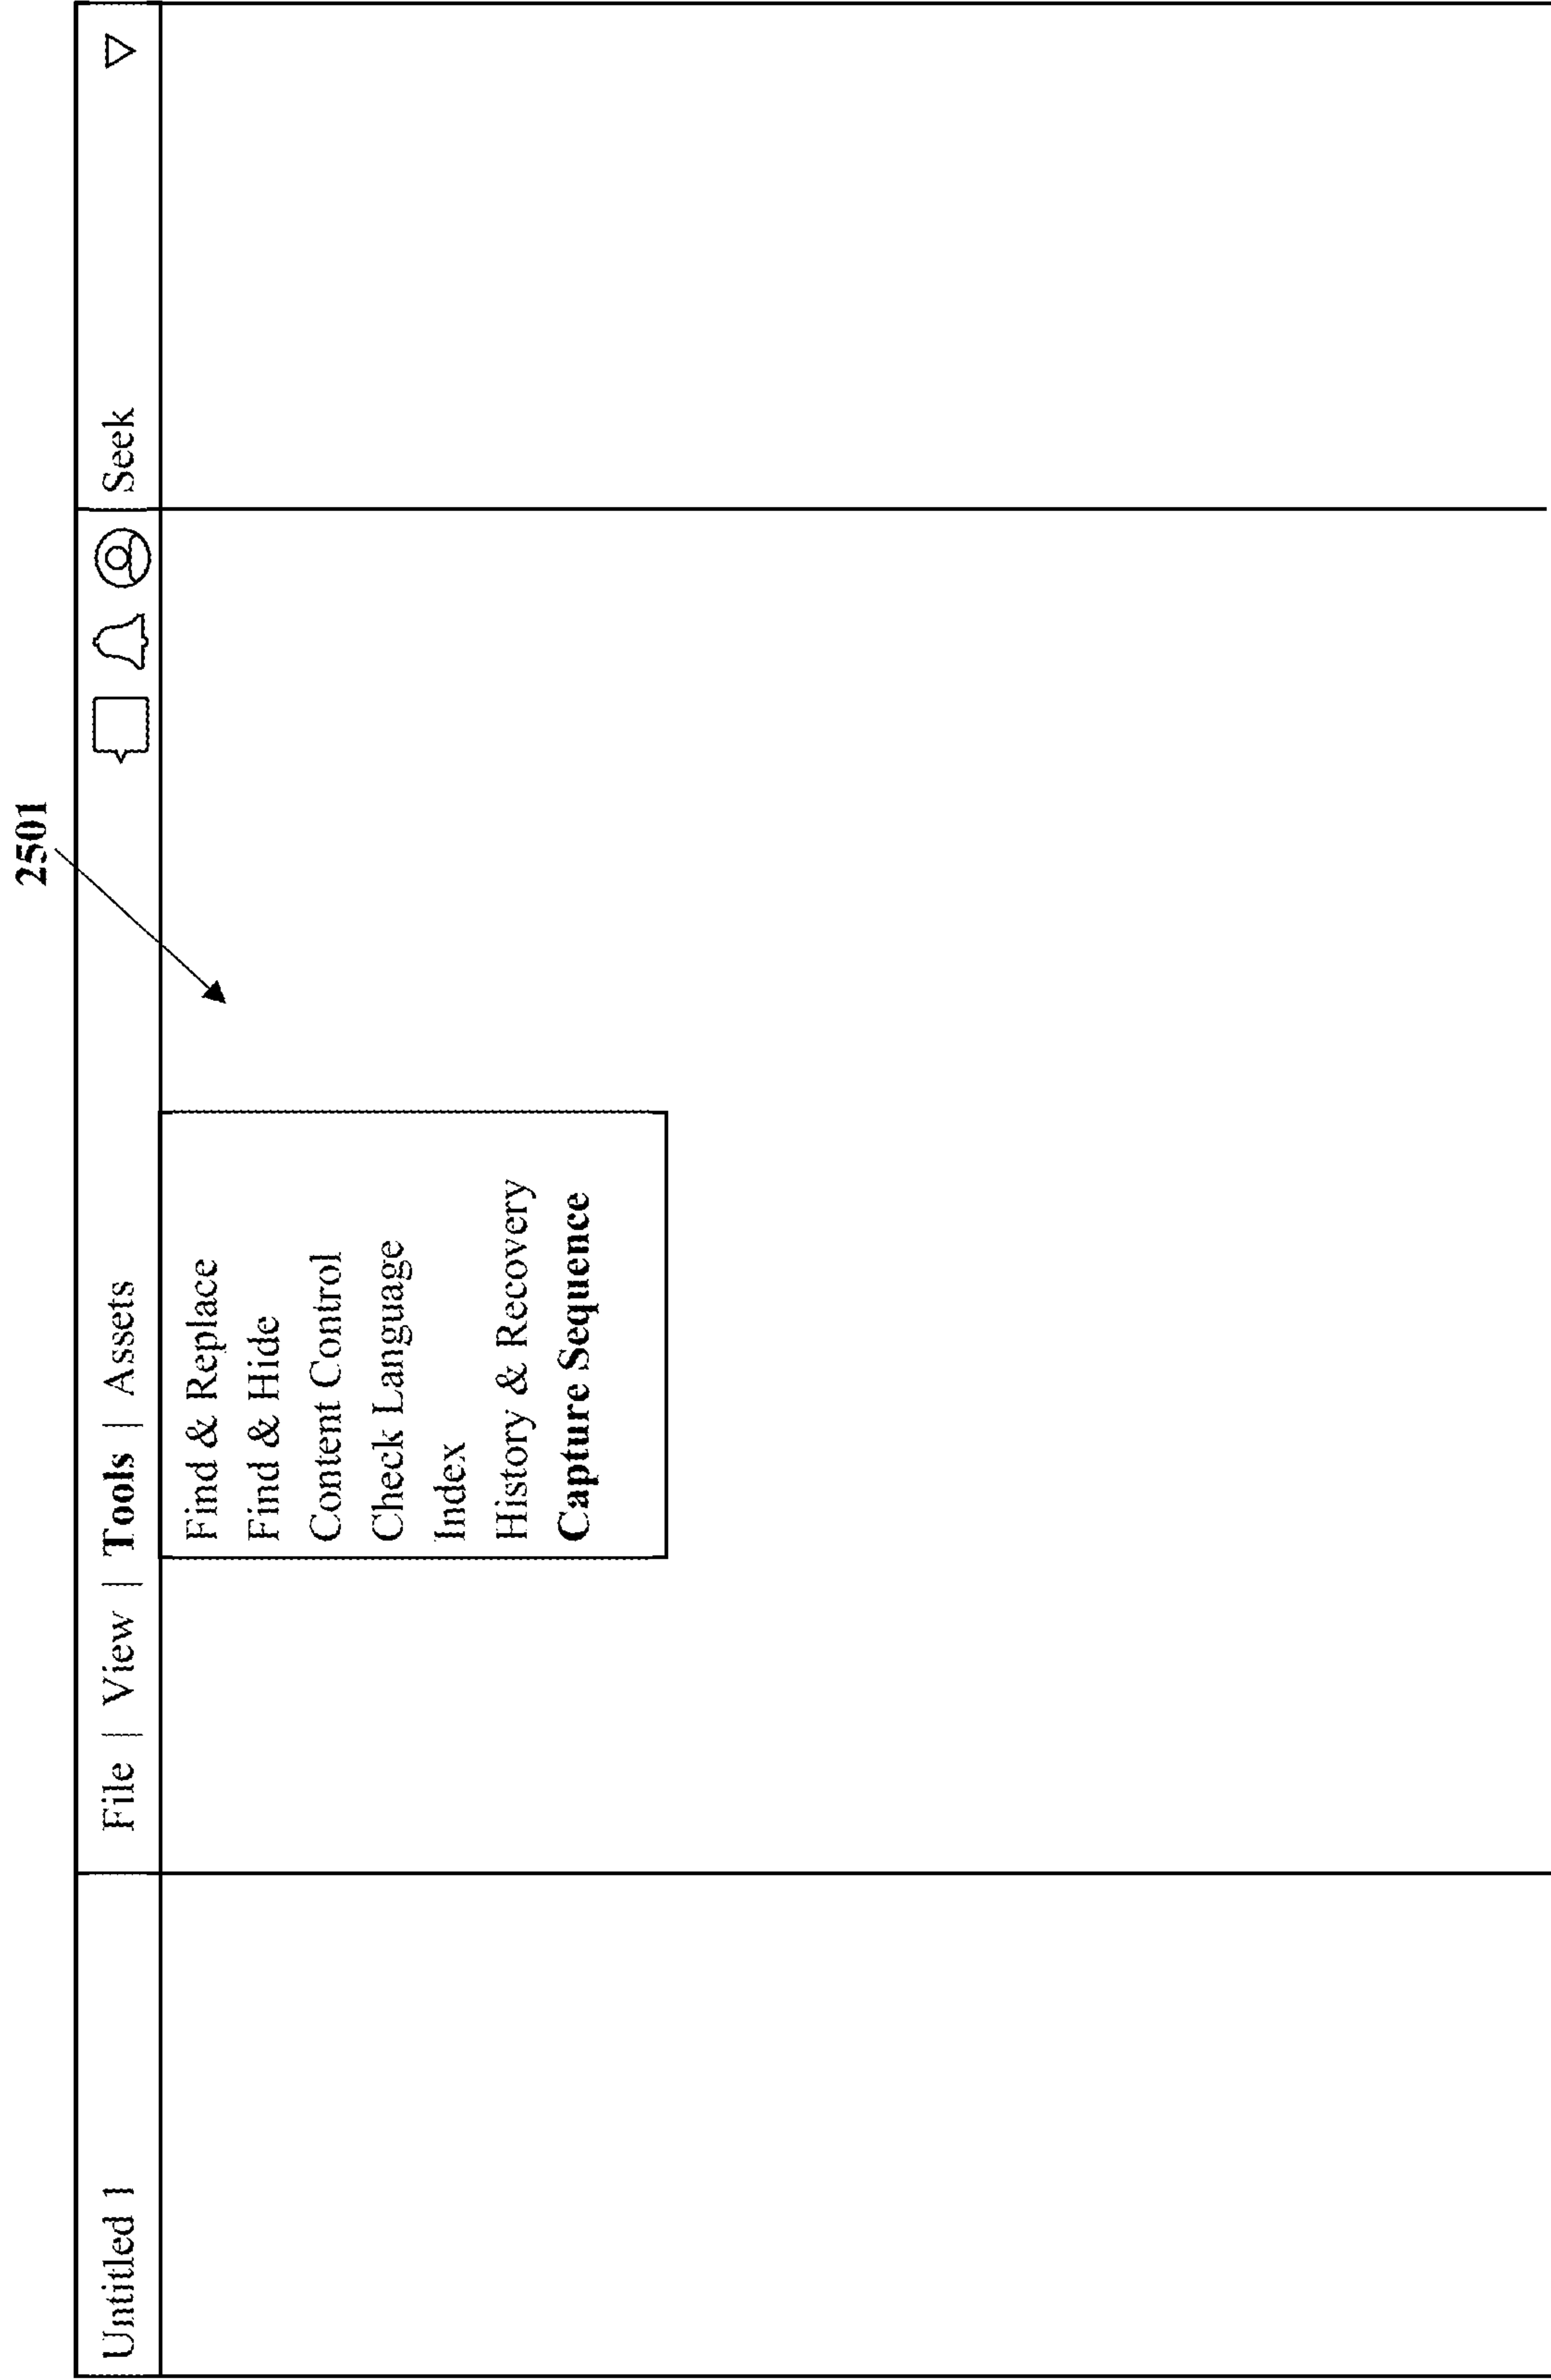 2501
Untitled 1
File | View | Tools | Assets
Seek
Find & Replace
Find & Hide
Content Control
Check Language
Index
History & Recovery
Capture Sequence